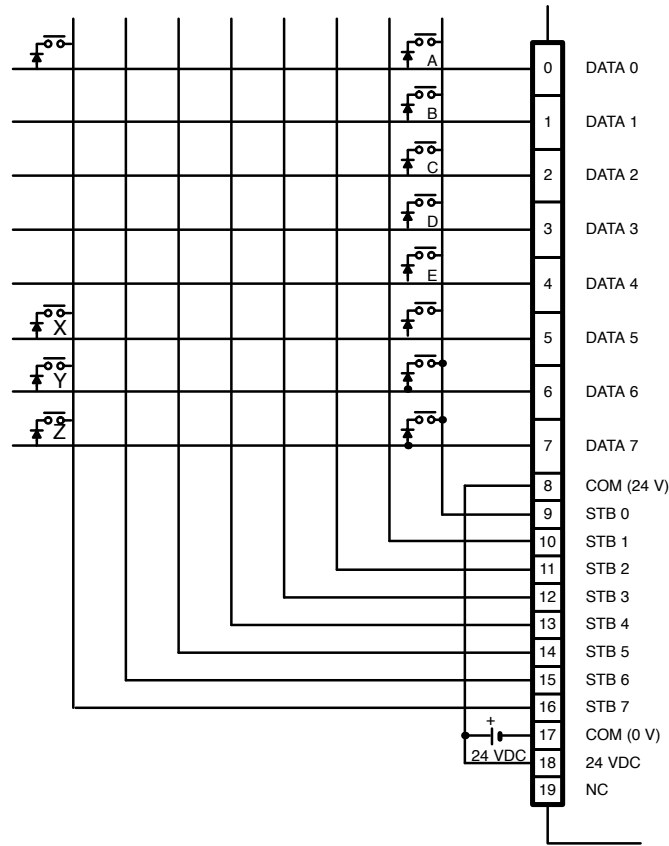 A
0 DATA 0
B
1 DATA 1
C
2 DATA 2
D
3 DATA 3
E
4 DATA 4
X
5 DATA 5
Y
6 DATA 6
Z
7 DATA 7
8 COM (24 V)
9 STB 0
10 STB 1
11 STB 2
12 STB 3
13 STB 4
14 STB 5
15 STB 6
16 STB 7
+
17 COM (0 V)
24 VDC
18 24 VDC
19 NC